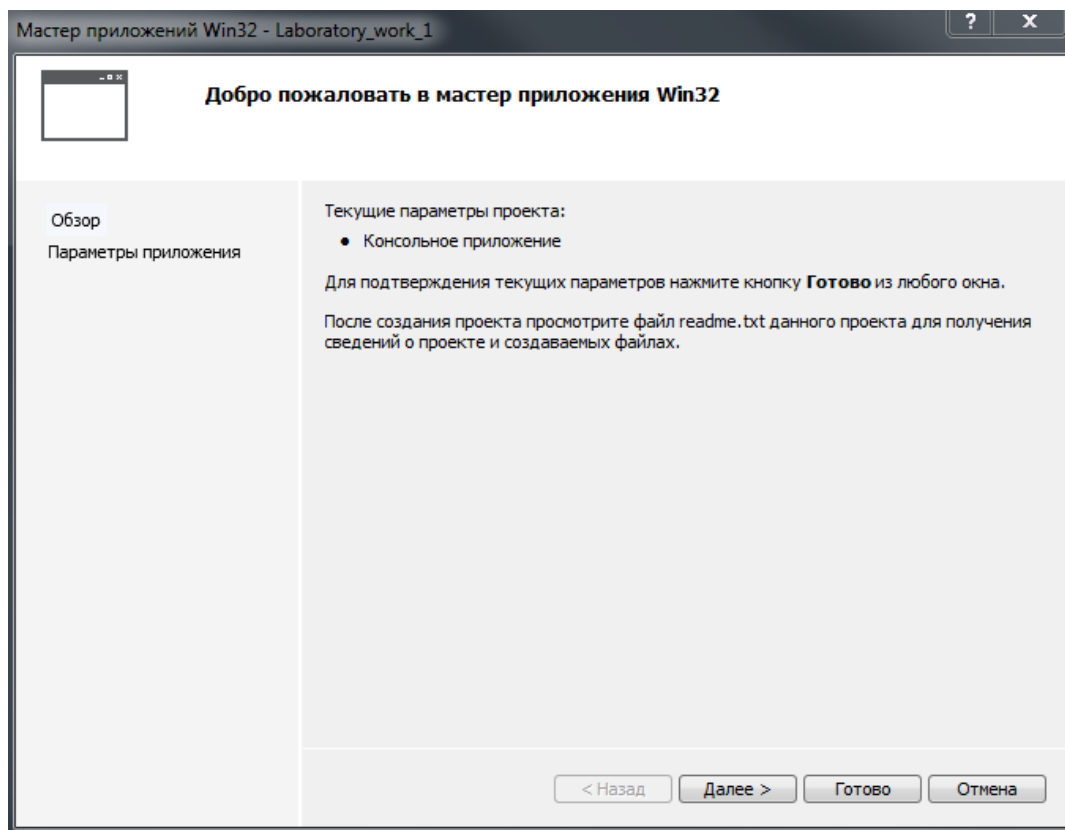 Мастер приложений Win32 - Laboratory_work_1
? x
Добро пожаловать в мастер приложения Win32
Обзор
Параметры приложения
Текущие параметры проекта:
● Консольное приложение
Для подтверждения текущих параметров нажмите кнопку Готово из любого окна.
После создания проекта просмотрите файл readme.txt данного проекта для получения
сведений о проекте и создаваемых файлах.
< Назад Далее > Готово Отмена